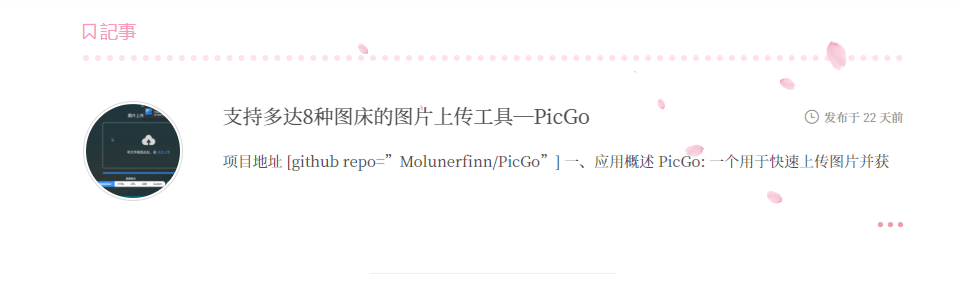 記事
支持多达8种图床的图片上传工具—PicGo
发布于 22 天前
项目地址 [github repo=”Molunerfinn/PicGo”] 一、应用概述 PicGo: 一个用于快速上传图片并获